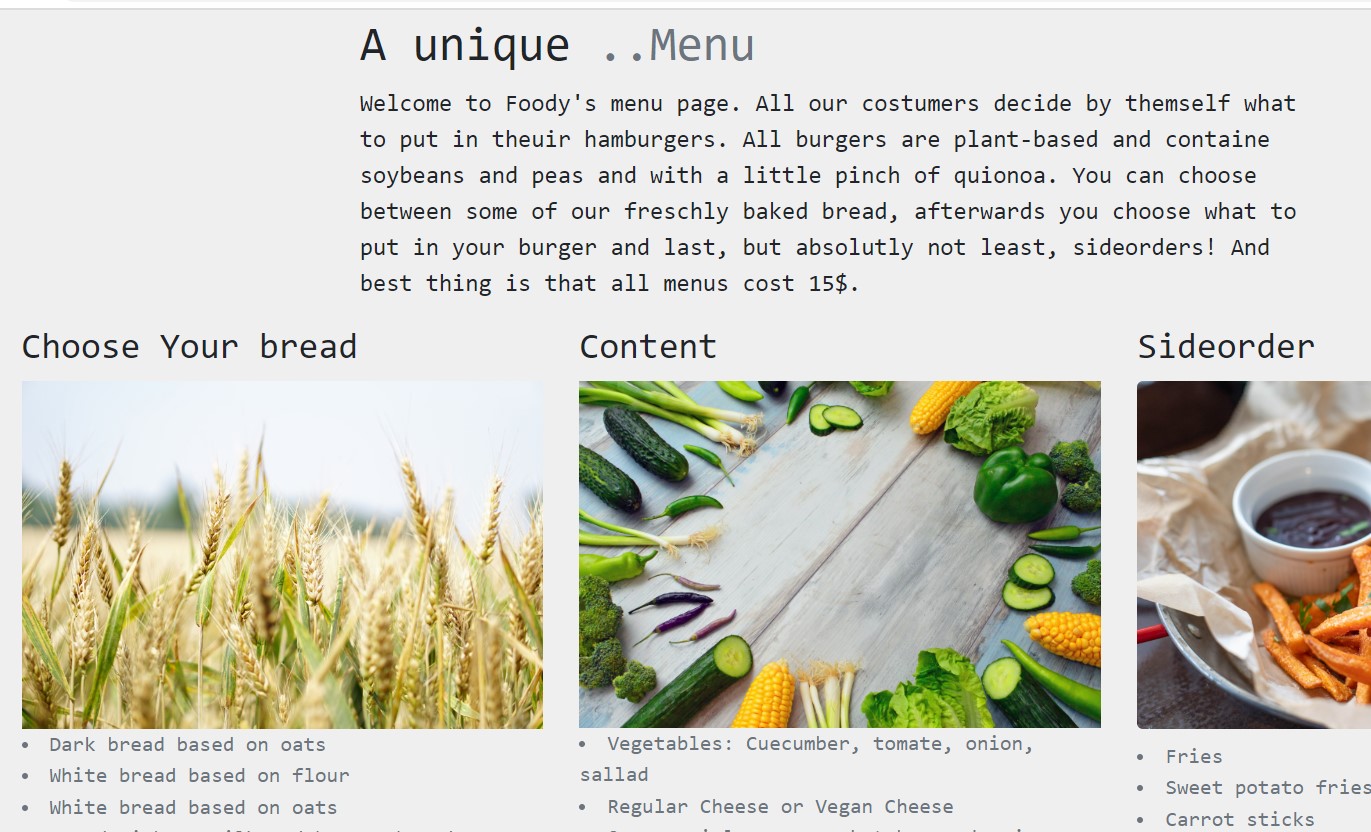 A unique ..Menu
Welcome to Foody's menu page. All our costumers decide by themself what
to put in theuir hamburgers. All burgers are plant-based and containe
soybeans and peas and with a little pinch of quionoa. You can choose
between some of our freschly baked bread, afterwards you choose what to
put in your burger and last, but absolutly not least, sideorders! And
best thing is that all menus cost 15$.
Choose Your bread
• Dark bread based on oats
• White bread based on flour
• White bread based on oats
Content
• Vegetables: Cuecumber, tomate, onion,
sallad
• Regular Cheese or Vegan Cheese
Sideorder
• Fries
• Sweet potato fries
• Carrot sticks